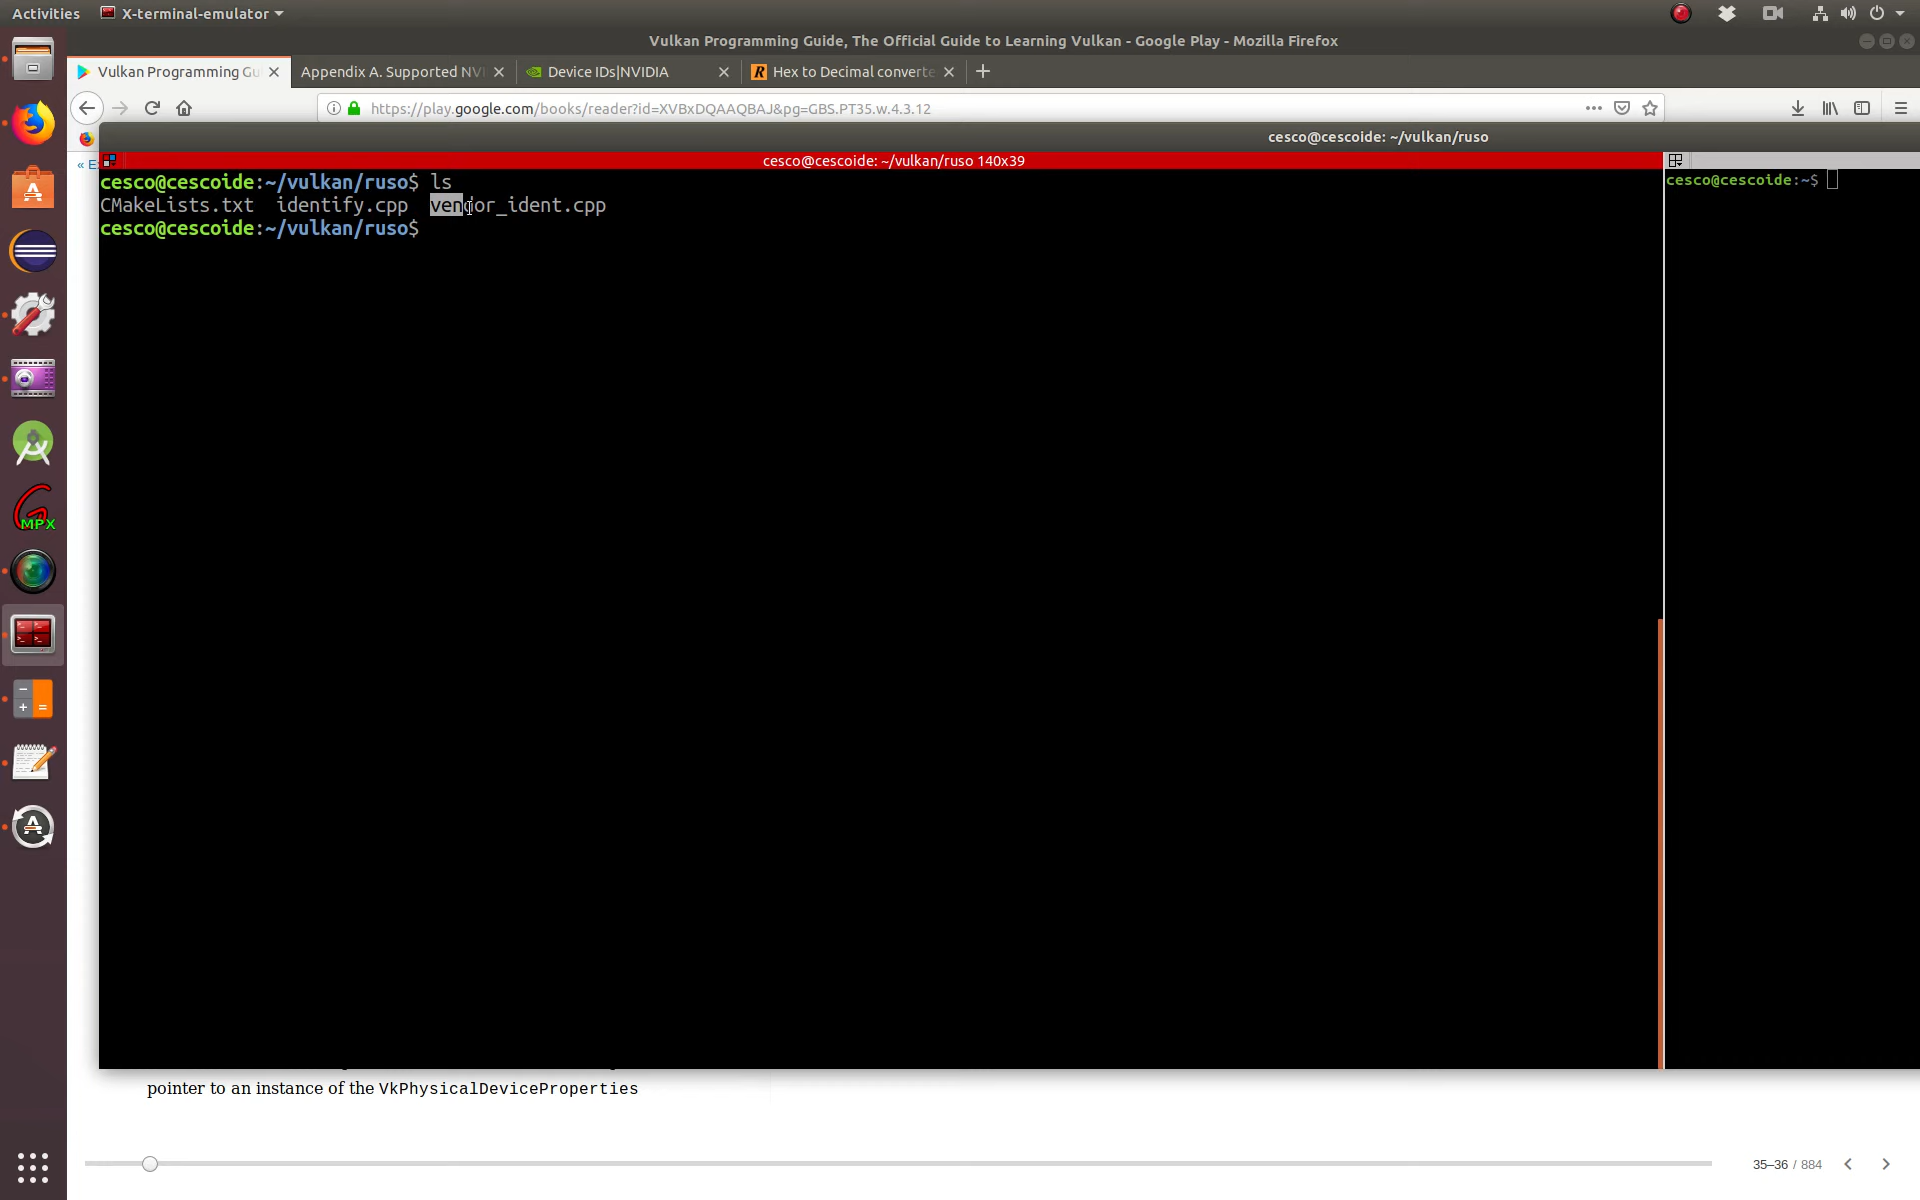 Activities X-terminal-emulator
Vulkan Programming Guide, The Official Guide to Learning Vulkan - Google Play - Mozilla Firefox
Vulkan Programming Gu Appendix A. Supported NVI Device IDs|NVIDIA Hex to Decimal converte
https://play.google.com/books/reader?id=XVBxDQAAQBAJ&pg=GBS.PT35.w.4.3.12
cesco@cescoide: ~/vulkan/ruso
« E
cesco@cescoide: ~/vulkan/ruso 140x39
cesco@cescoide:~/vulkan/ruso$ ls
CMakeLists.txt identify.cpp vendor_ident.cpp
cesco@cescoide:~/vulkan/ruso$
cesco@cescoide:~$
MPX
pointer to an instance of the VkPhysicalDeviceProperties
35–36 / 884